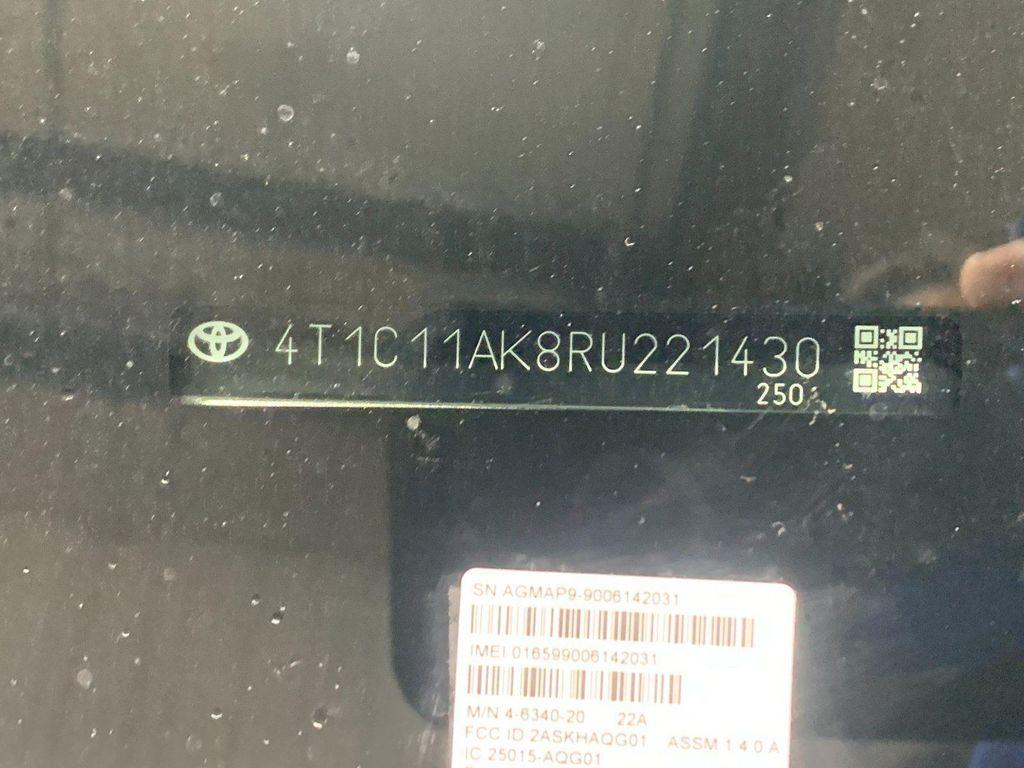 4T1C11AK8RU221430
250
SN AGMAP9-9006142031
IMEI 016599006142031
M/N 4-6340-20 22A
FCC ID 2ASKHAQG01 ASSM 1.4.0 A
IC 25015-AQG01